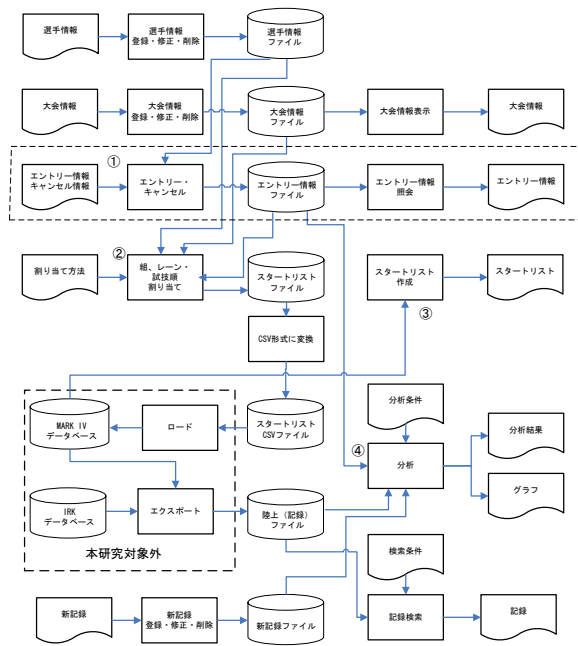 選手情報
選手情報
登録・修正・削除
選手情報
ファイル
大会情報
大会情報
登録・修正・削除
大会情報
ファイル
大会情報表示
大会情報
①
エントリー情報
キャンセル情報
エントリー・
キャンセル
エントリー情報
ファイル
エントリー情報
照会
エントリー情報
②
割り当て方法
組、レーン・
試技順
割り当て
スタートリスト
ファイル
スタートリスト
作成
スタートリスト
③
CSV形式に変換
MARK IV
データベース
ロード
スタートリスト
CSVファイル
分析条件
④
分析
分析結果
グラフ
IRK
データベース
エクスポート
陸上（記録）
ファイル
本研究対象外
検索条件
新記録
新記録
登録・修正・削除
新記録ファイル
記録検索
記録